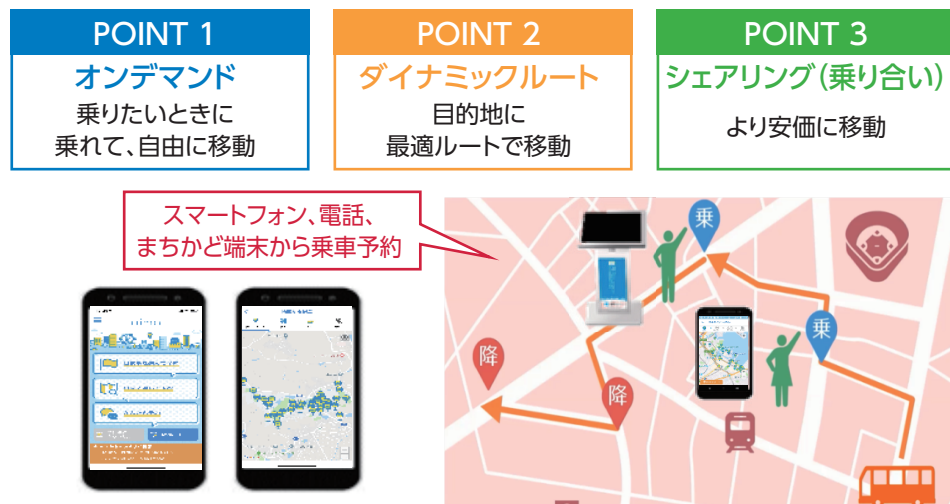 POINT 1
オンデマンド
乗りたいときに
乗れて、自由に移動
POINT 2
ダイナミックルート
目的地に
最適ルートで移動
POINT 3
シェアリング(乗り合い)
より安価に移動
スマートフォン、電話、
まちかど端末から乗車予約
乗
乗
降
降